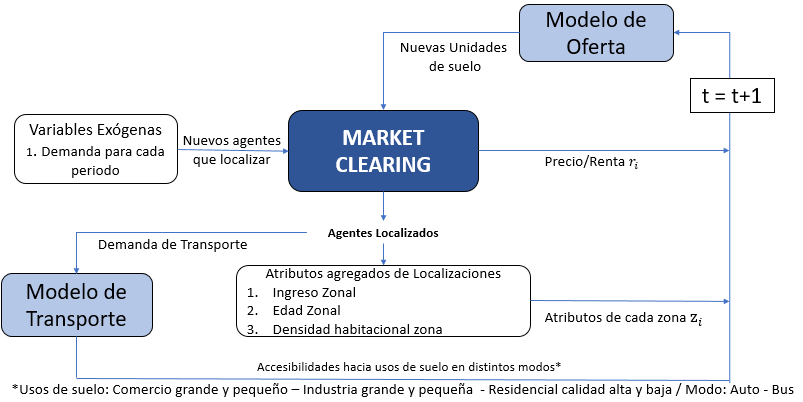 Modelo de
Oferta
Nuevas Unidades
de suelo
t = t+1
Variables Exógenas
1. Demanda para cada
periodo
Nuevos agentes
que localizar
MARKET
CLEARING
Precio/Renta rᵢ
Agentes Localizados
Demanda de Transporte
Modelo de
Transporte
Atributos agregados de Localizaciones
1. Ingreso Zonal
2. Edad Zonal
3. Densidad habitacional zona
Atributos de cada zona zᵢ
Accesibilidades hacia usos de suelo en distintos modos*
*Usos de suelo: Comercio grande y pequeño – Industria grande y pequeña - Residencial calidad alta y baja / Modo: Auto - Bus